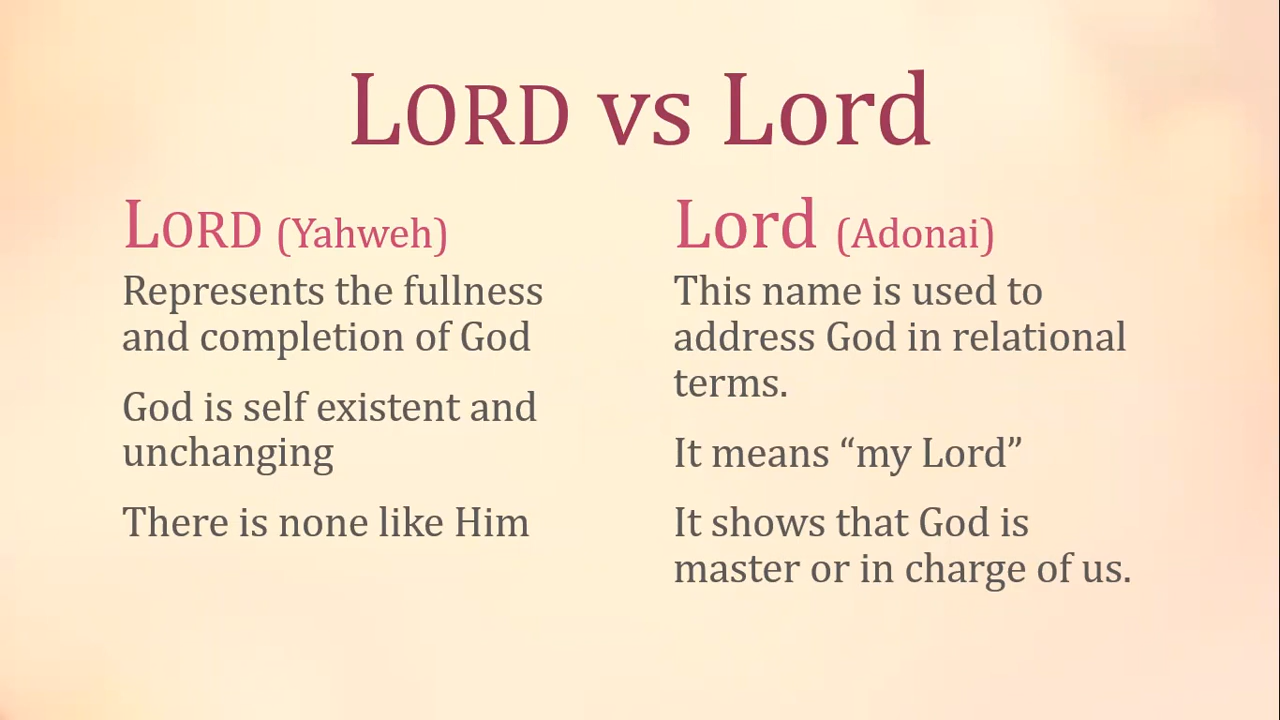 LORD vs Lord
LORD (Yahweh)
Represents the fullness
and completion of God
God is self existent and
unchanging
There is none like Him
Lord (Adonai)
This name is used to
address God in relational
terms.
It means “my Lord”
It shows that God is
master or in charge of us.